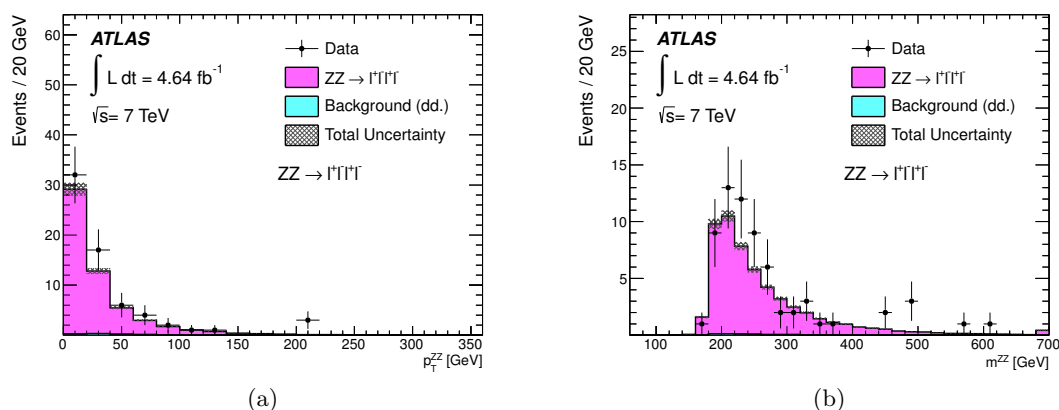 Events / 20 GeV
60
50
40
30
20
10
ATLAS
∫ L dt = 4.64 fb⁻¹
√s= 7 TeV
Data
ZZ → l⁺l⁻l⁺l⁻
Background (dd.)
Total Uncertainty
ZZ → l⁺l⁻l⁺l⁻
0 50 100 150 200 250 300 350
p_T^ZZ [GeV]
(a)
Events / 20 GeV
25
20
15
10
5
ATLAS
∫ L dt = 4.64 fb⁻¹
√s= 7 TeV
Data
ZZ → l⁺l⁻l⁺l⁻
Background (dd.)
Total Uncertainty
ZZ → l⁺l⁻l⁺l⁻
100 200 300 400 500 600 700
m^ZZ [GeV]
(b)